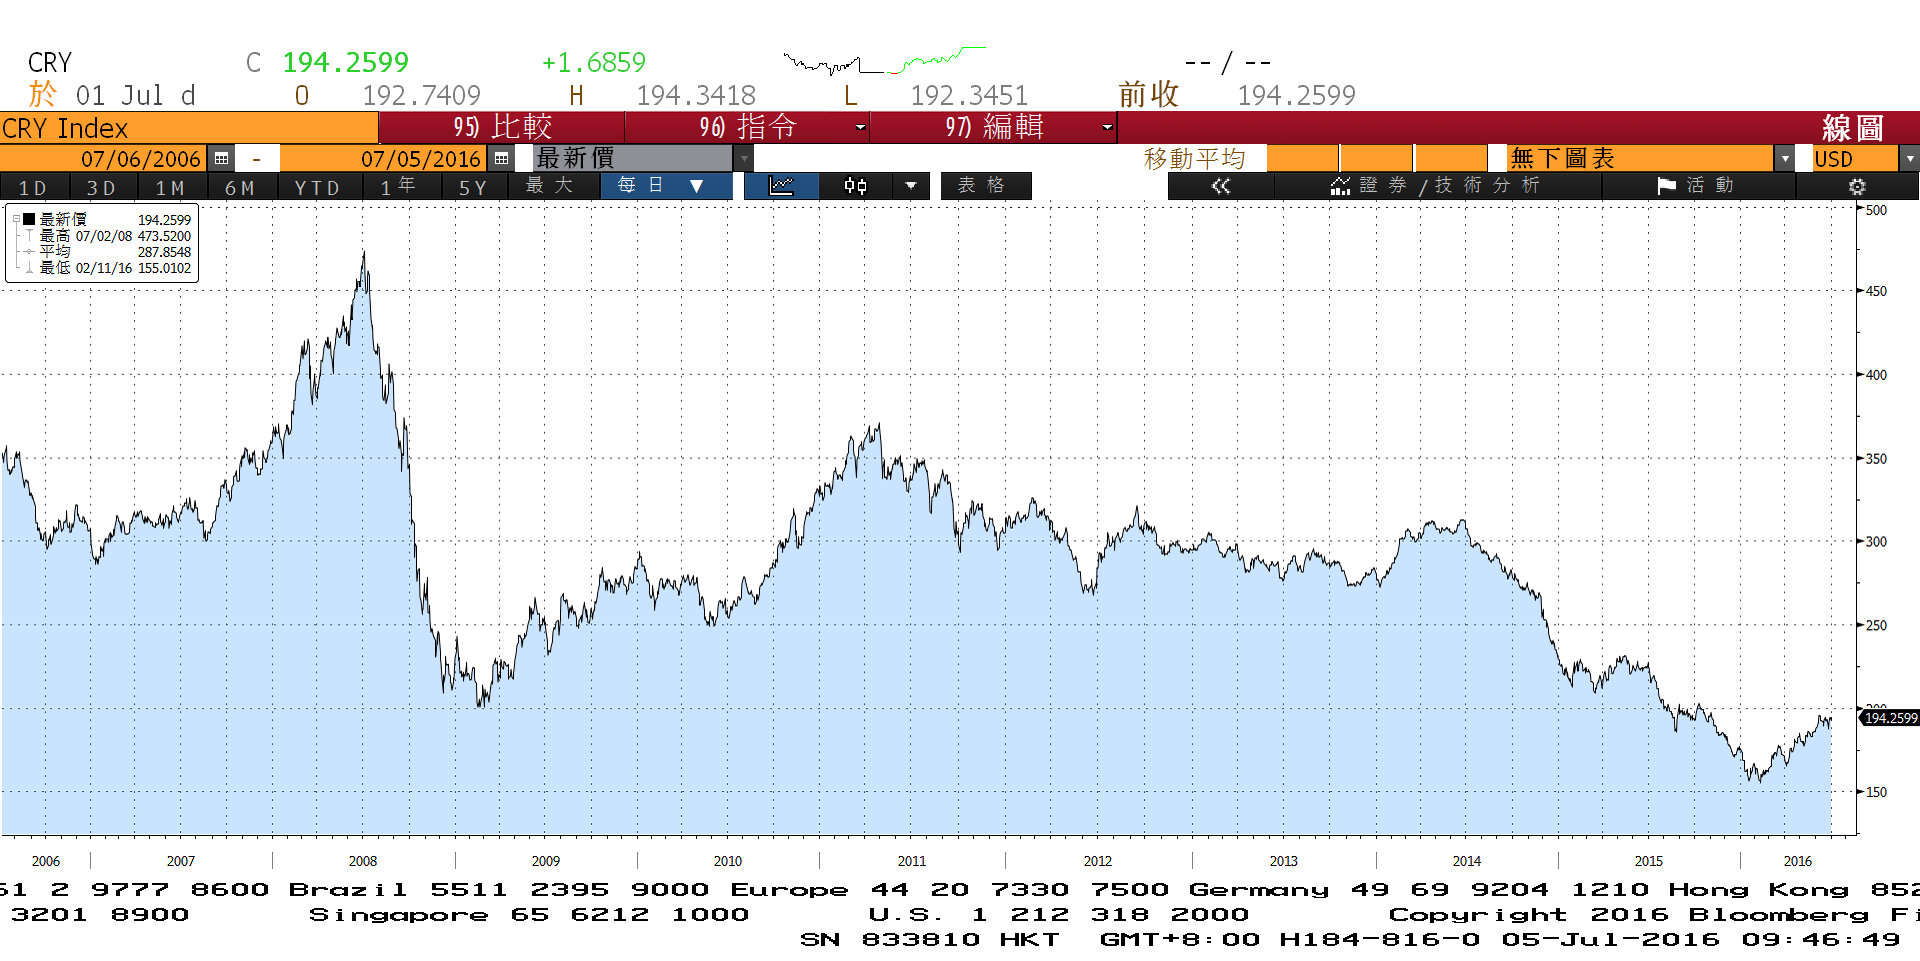 CRY C 194.2599 +1.6859 -- / --
於 01 Jul d O 192.7409 H 194.3418 L 192.3451 前收 194.2599
CRY Index 95) 比較 96) 指令 97) 編輯 線圖
07/06/2006 - 07/05/2016 最新價 移動平均 無下圖表 USD
1D 3D 1M 6M YTD 1年 5Y 最大 每日 ▼ 表格 « 證券/技術分析 活動
最新價 194.2599
最高 07/02/08 473.5200
平均 287.8548
最低 02/11/16 155.0102
500
450
400
350
300
250
200
194.2599
150
2006 2007 2008 2009 2010 2011 2012 2013 2014 2015 2016
61 2 9777 8600 Brazil 5511 2395 9000 Europe 44 20 7330 7500 Germany 49 69 9204 1210 Hong Kong 852
3201 8900 Singapore 65 6212 1000 U.S. 1 212 318 2000 Copyright 2016 Bloomberg Fi
SN 833810 HKT GMT+8:00 H184-816-0 05-Jul-2016 09:46:49